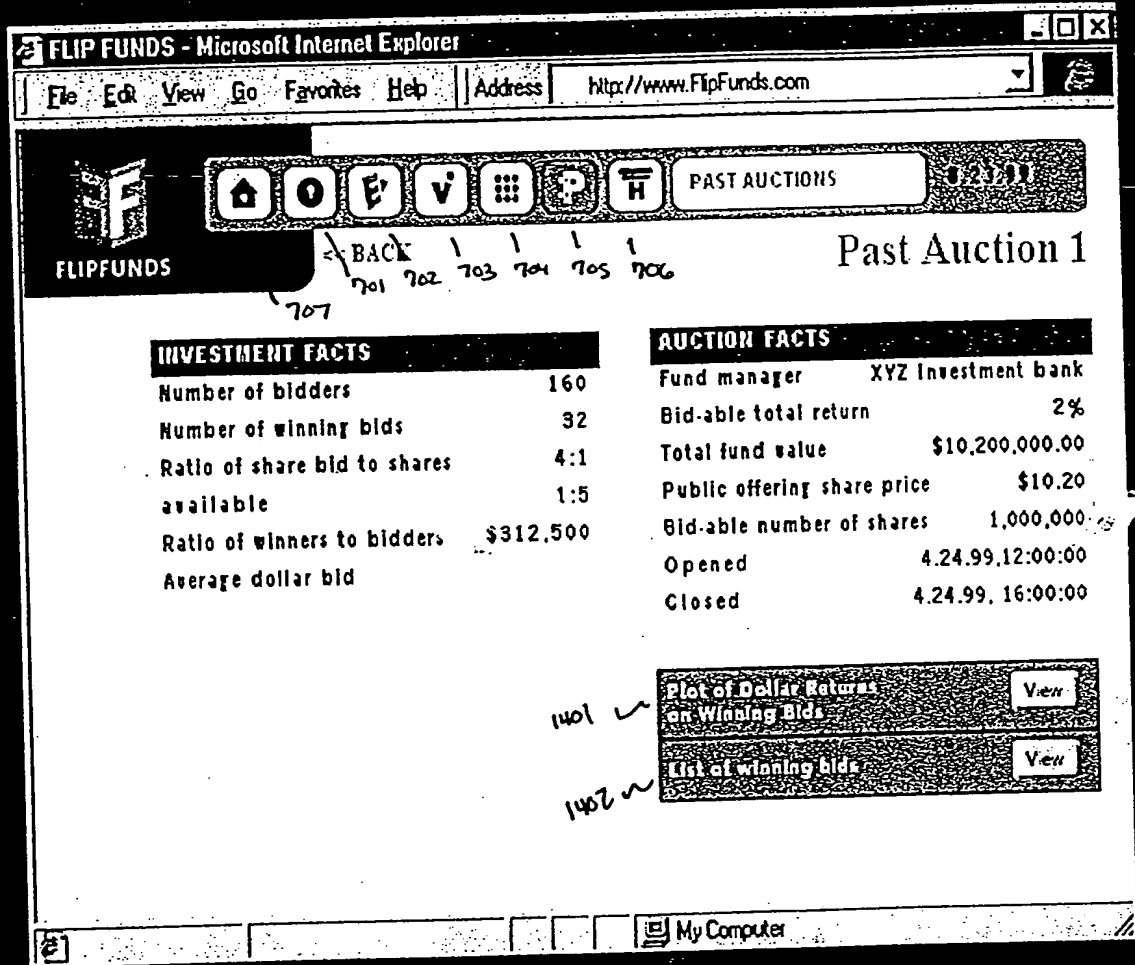 FLIP FUNDS - Microsoft Internet Explorer
File Edit View Go Favorites Help Address http://www.FlipFunds.com
O E V P H PAST AUCTIONS
FLIPFUNDS
<< BACK
Past Auction 1
701 702 703 704 705 706
707
INVESTMENT FACTS
Number of bidders 160
Number of winning bids 32
Ratio of share bid to shares 4:1
available 1:5
Ratio of winners to bidders $312,500
Average dollar bid
AUCTION FACTS
Fund manager XYZ Investment bank
Bid-able total return 2%
Total fund value $10,200,000.00
Public offering share price $10.20
Bid-able number of shares 1,000,000
Opened 4.24.99,12:00:00
Closed 4.24.99, 16:00:00
1401 Plot of Dollar Returns
on Winning Bids View
1402 List of winning bids View
My Computer